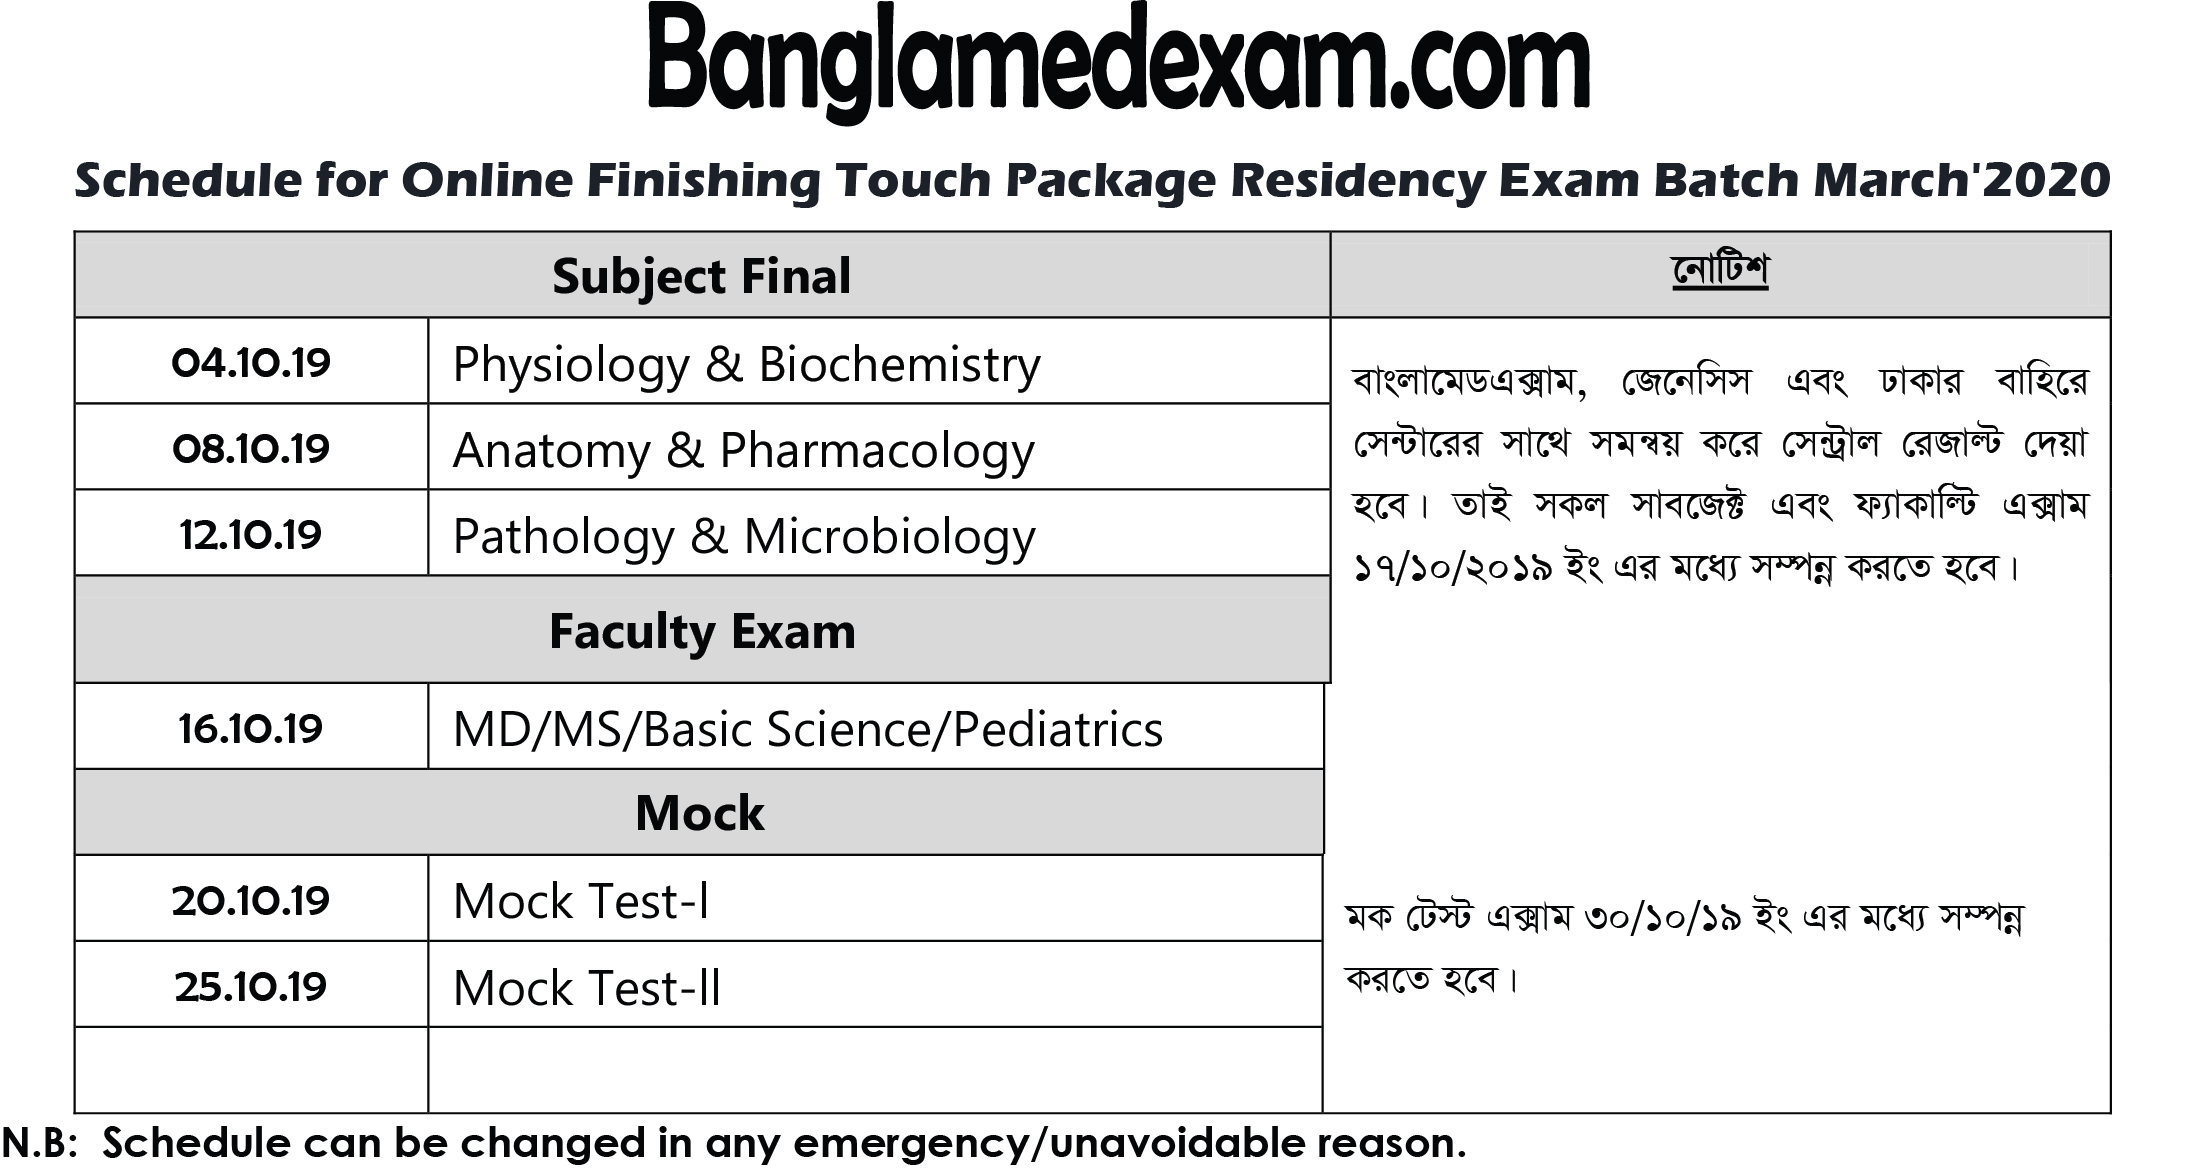 Banglamedexam.com
Schedule for Online Finishing Touch Package Residency Exam Batch March'2020
Subject Final
নোটিশ
04.10.19 Physiology & Biochemistry
08.10.19 Anatomy & Pharmacology
12.10.19 Pathology & Microbiology
বাংলামেডএক্সাম, জেনেসিস এবং ঢাকার বাহিরে
সেন্টারের সাথে সমন্বয় করে সেন্ট্রাল রেজাল্ট দেয়া
হবে। তাই সকল সাবজেক্ট এবং ফ্যাকাল্টি এক্সাম
১৭/১০/২০১৯ ইং এর মধ্যে সম্পন্ন করতে হবে।
Faculty Exam
16.10.19 MD/MS/Basic Science/Pediatrics
Mock
20.10.19 Mock Test-I
25.10.19 Mock Test-II
মক টেস্ট এক্সাম ৩০/১০/১৯ ইং এর মধ্যে সম্পন্ন
করতে হবে।
N.B: Schedule can be changed in any emergency/unavoidable reason.